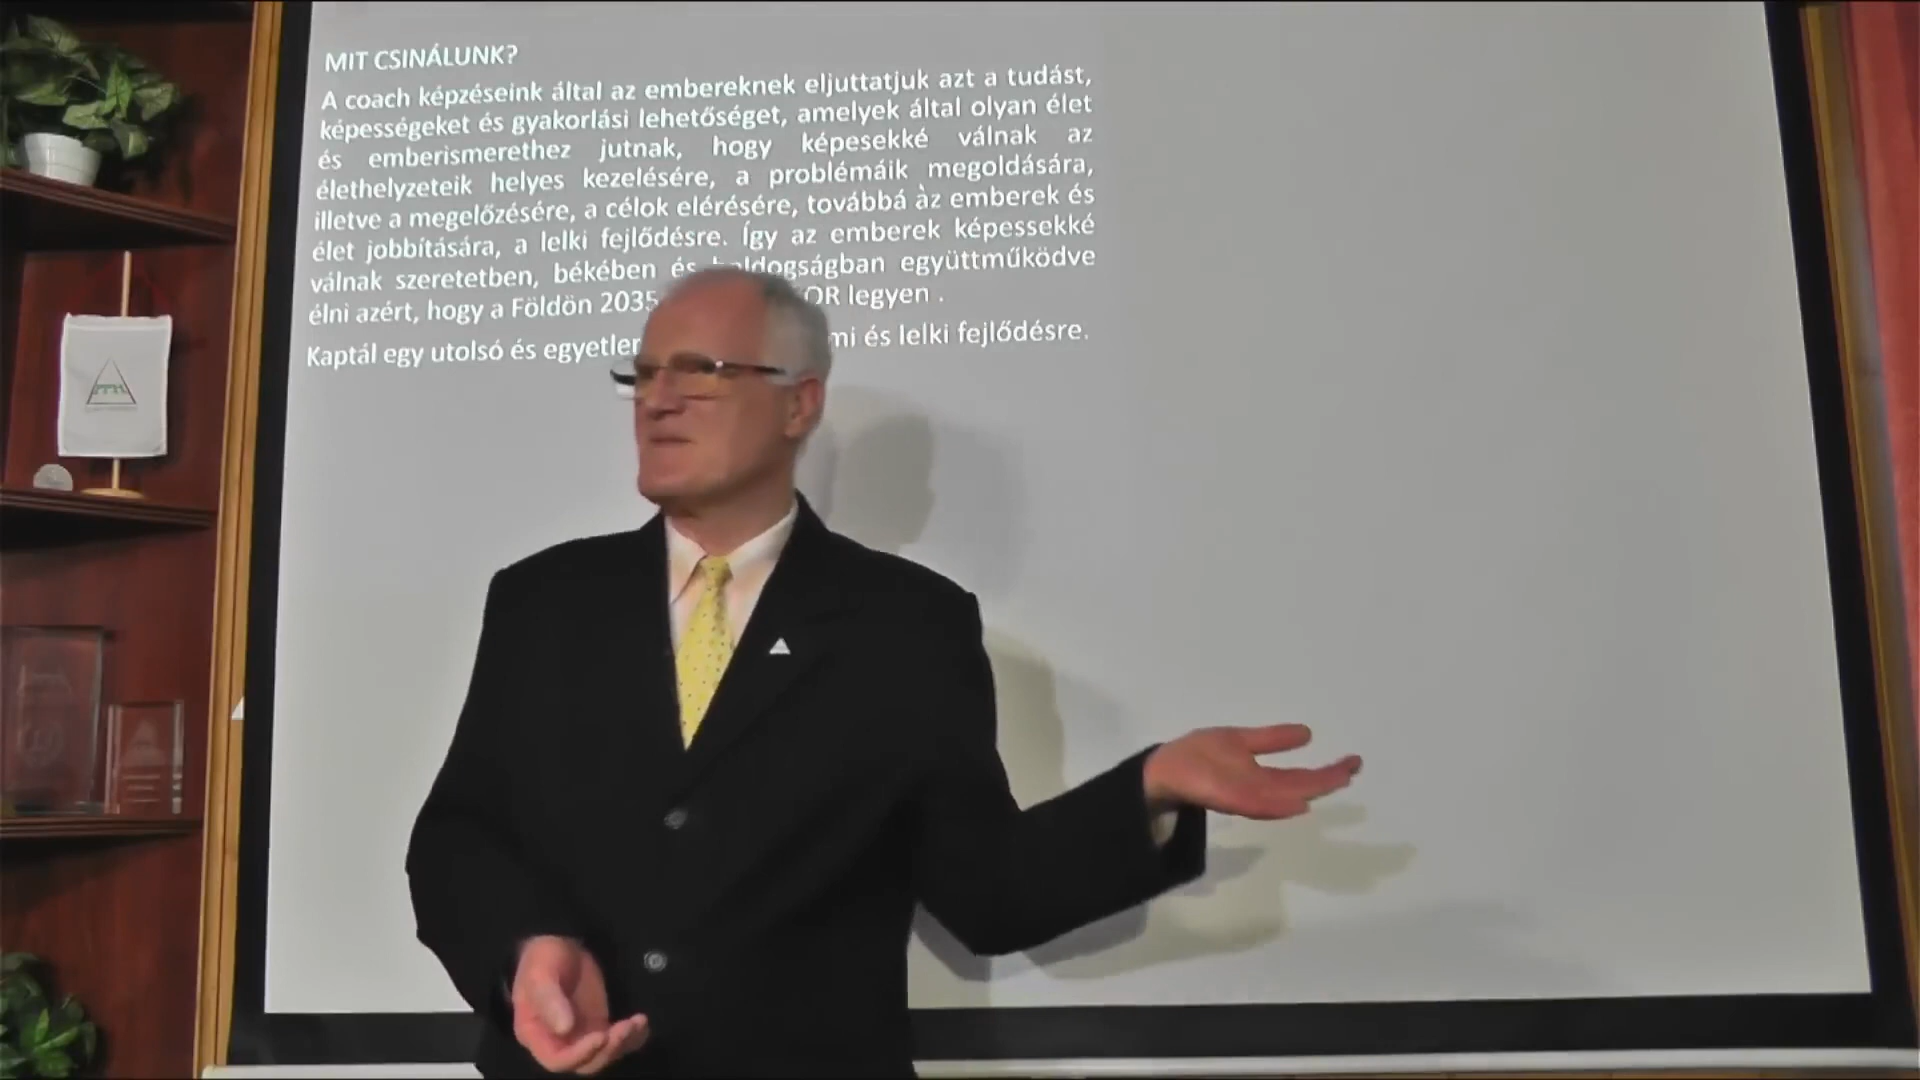 MIT CSINÁLUNK?
A coach képzéseink által az embereknek eljuttatjuk azt a tudást,
képességeket és gyakorlási lehetőséget, amelyek által olyan élet
és emberismerethez jutnak, hogy képesekké válnak az
élethelyzeteik helyes kezelésére, a problémáik megoldására,
illetve a megelőzésére, a célok elérésére, továbbá az emberek és
élet jobbítására, a lelki fejlődésre. Így az emberek képessekké
válnak szeretetben, békében és boldogságban együttműködve
élni azért, hogy a Földön 2035 legyen .
Kaptál egy utolsó és és lelki fejlődésre.